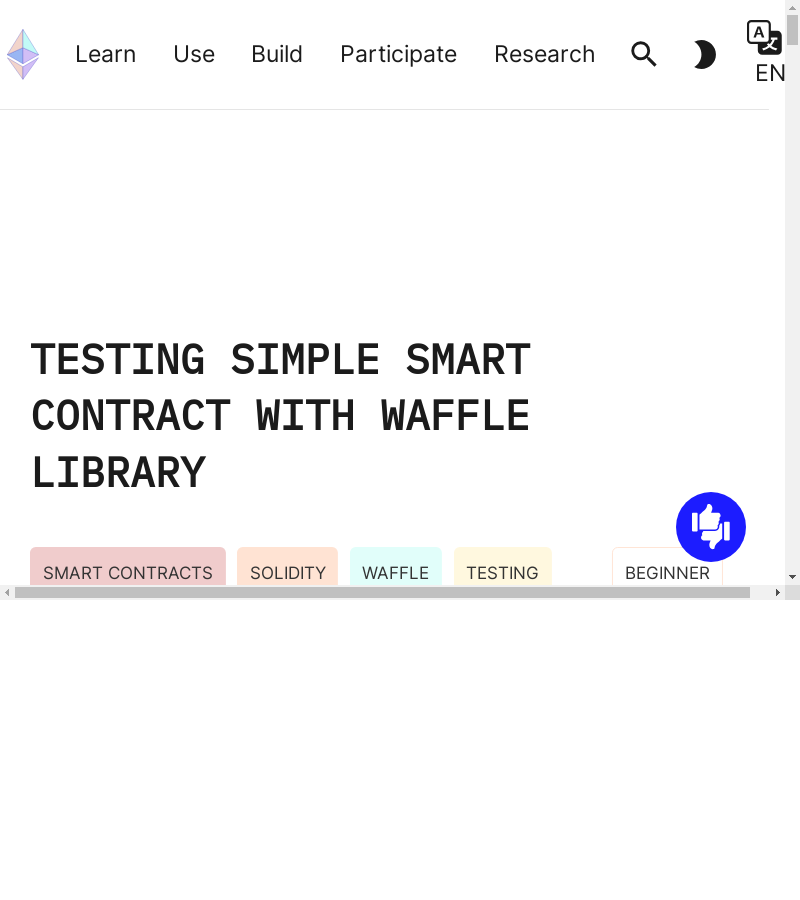 Learn Use Build Participate Research
EN
TESTING SIMPLE SMART
CONTRACT WITH WAFFLE
LIBRARY
SMART CONTRACTS SOLIDITY WAFFLE TESTING BEGINNER